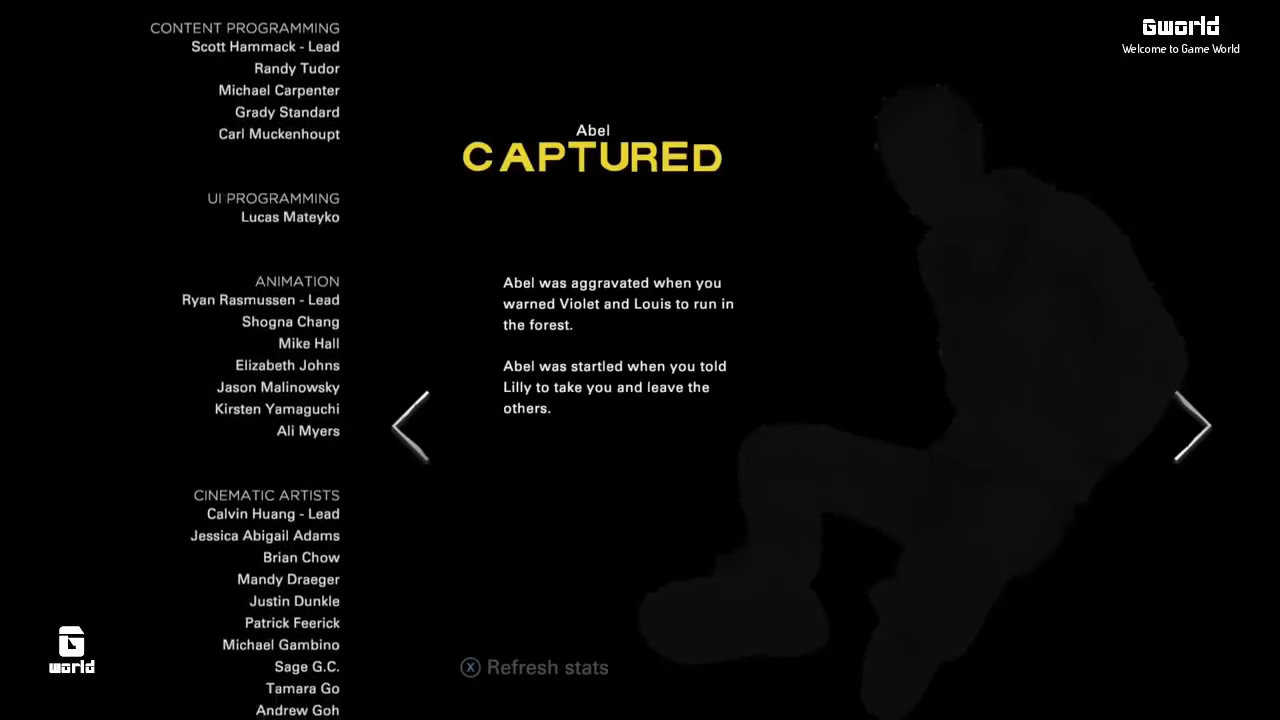 CONTENT PROGRAMMING
Scott Hammack - Lead
Randy Tudor
Michael Carpenter
Grady Standard
Carl Muckenhoupt
UI PROGRAMMING
Lucas Mateyko
ANIMATION
Ryan Rasmussen - Lead
Shogna Chang
Mike Hall
Elizabeth Johns
Jason Malinowsky
Kirsten Yamaguchi
Ali Myers
CINEMATIC ARTISTS
Calvin Huang - Lead
Jessica Abigail Adams
Brian Chow
Mandy Draeger
Justin Dunkle
Patrick Feerick
Michael Gambino
Sage G.C.
Tamara Go
Andrew Goh
Abel
CAPTURED
Abel was aggravated when you
warned Violet and Louis to run in
the forest.
Abel was startled when you told
Lilly to take you and leave the
others.
X Refresh stats
Gworld
Welcome to Game World
G
world